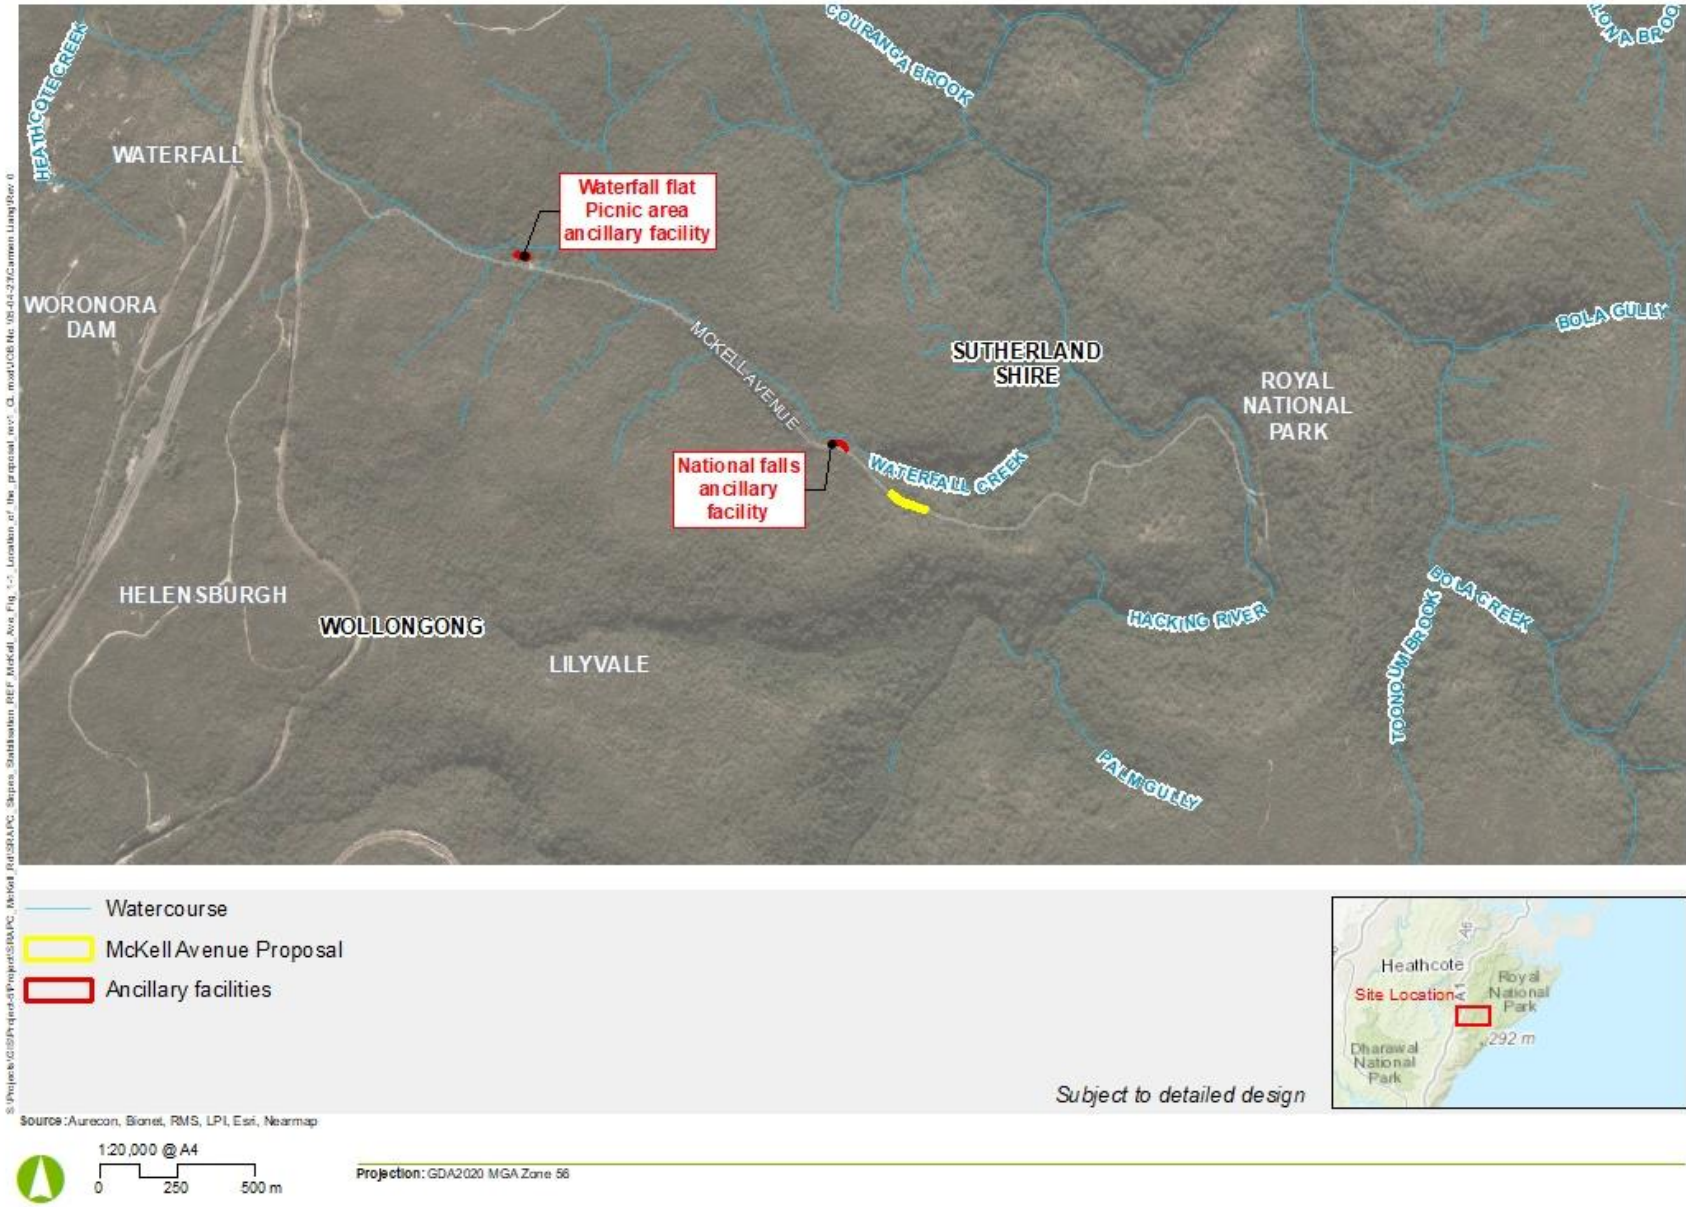 HEATHCOTE CREEK
COURANGA BROOK
LONA BROO
WATERFALL
Waterfall flat
Picnic area
ancillary facility
WORONORA
DAM
MCKELL AVENUE
SUTHERLAND
SHIRE
BOLA GULLY
ROYAL
NATIONAL
PARK
National falls
ancillary
facility
WATERFALL CREEK
HELENSBURGH
WOLLONGONG
LILYVALE
HACKING RIVER
BOLA CREEK
TOONOUM BROOK
PALM GULLY
Watercourse
McKell Avenue Proposal
Ancillary facilities
Heathcote
A6
Site Location
A1
Royal
National
Park
292 m
Dharawal
National
Park
Subject to detailed design
Source: Aurecon, Bionet, RMS, LPI, Esri, Nearmap
1:20,000 @ A4
0 250 500 m
Projection: GDA2020 MGA Zone 56